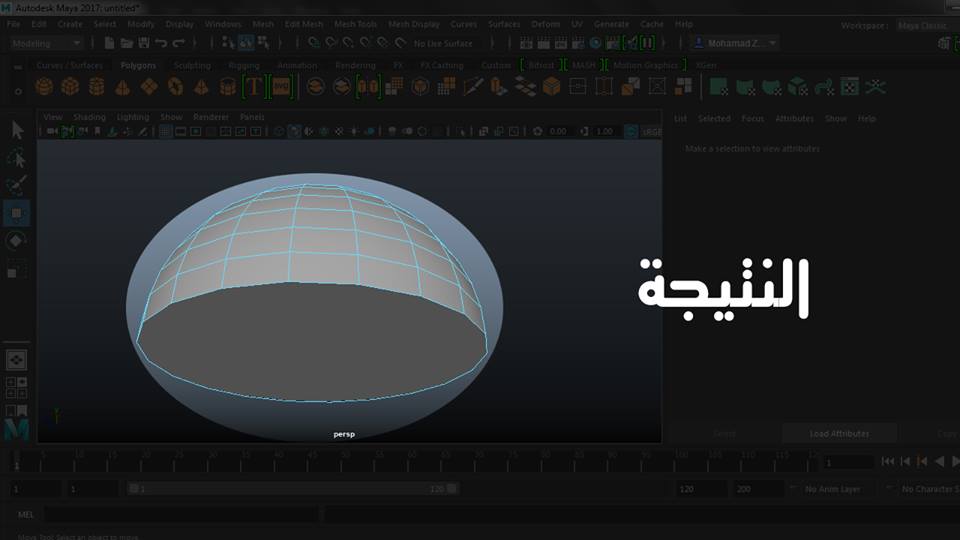 Autodesk Maya 2017: untitled*
File Edit Create Select Modify Display Windows Mesh Edit Mesh Mesh Tools Mesh Display Curves Surfaces Deform UV Generate Cache Help
Workspace : Maya Classic
Modeling
No Live Surface
Mohamad Z...
Curves / Surfaces Polygons Sculpting Rigging Animation Rendering FX FX Caching Custom Bifrost MASH Motion Graphics XGen
View Shading Lighting Show Renderer Panels
0.00 1.00 sRGB
List Selected Focus Attributes Show Help
Make a selection to view attributes
النتيجة
persp
Select Load Attributes Copy
5 10 15 20 25 30 35 40 45 50 55 60 65 70 75 80 85 90 95 100 105 110 115 12
1
1
1 1 1 120 120 200 No Anim Layer No Character S
MEL
Move Tool: Select an object to move.